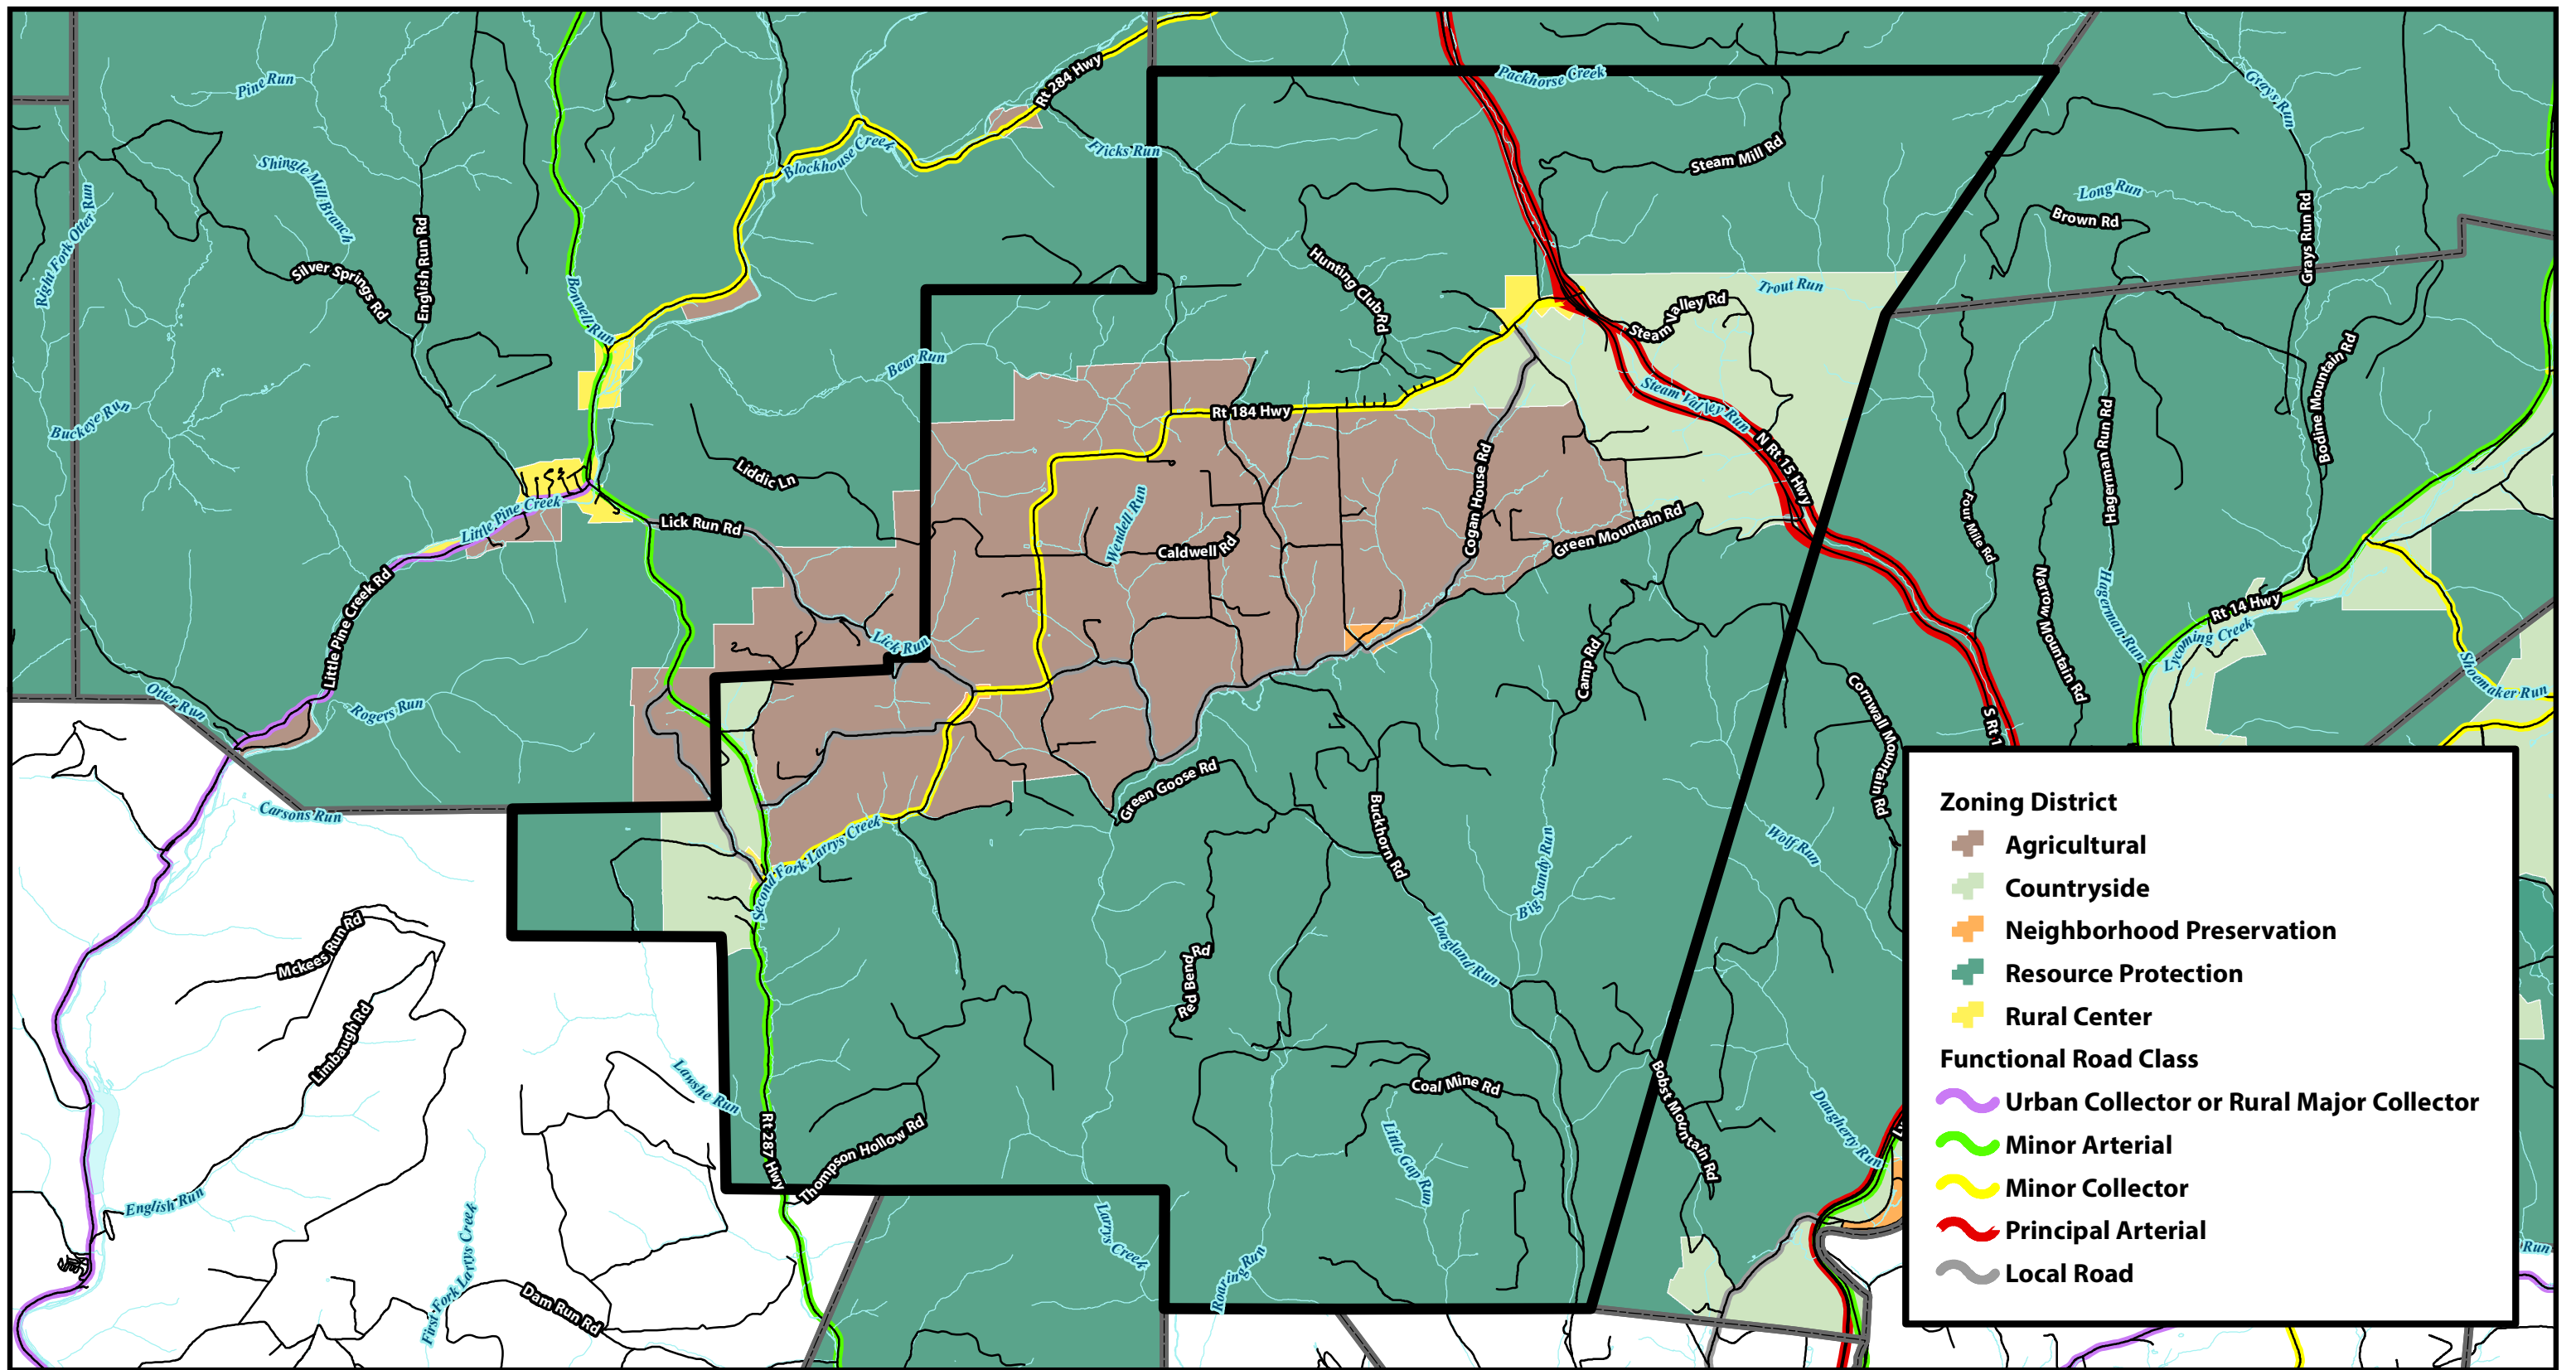 Rt 284 Hwy
Packhorse Creek
Grays Run
Pine Run
Flicks Run
Blockhouse Creek
Steam Mill Rd
Shingle Mill Branch
Right Fork Otter Run
Long Run
Brown Rd
Grays Run Rd
English Run Rd
Silver Springs Rd
Bonnell Run
Hunting Club Rd
Trout Run
Steam Valley Rd
Bear Run
Buckeye Run
Steam Valley Run
Rt 184 Hwy
Bodine Mountain Rd
N Rt 15 Hwy
Hagerman Run Rd
Liddic Ln
Cogan House Rd
Little Pine Creek
Lick Run Rd
Wendell Run
Caldwell Rd
Green Mountain Rd
Four Mile Rd
Little Pine Creek Rd
Narrow Mountain Rd
Hagerman Run
Rt 14 Hwy
Lycoming Creek
Lick Run
Camp Rd
Shoemaker Run
Otter Run
Rogers Run
Cornwall Mountain Rd
S Rt 1
Green Goose Rd
Carsons Run
Second Fork Larrys Creek
Buckhorn Rd
Big Sandy Run
Wolf Run
Mckees Run Rd
Hoagland Run
Red Bend Rd
Limbaugh Rd
Lawshe Run
Coal Mine Rd
Bobst Mountain Rd
Daugherty Run
Rt 287 Hwy
Thompson Hollow Rd
Little Gap Run
English Run
First Fork Larrys Creek
Larrys Creek
Roaring Run
Dam Run Rd
Run
Zoning District
Agricultural
Countryside
Neighborhood Preservation
Resource Protection
Rural Center
Functional Road Class
Urban Collector or Rural Major Collector
Minor Arterial
Minor Collector
Principal Arterial
Local Road